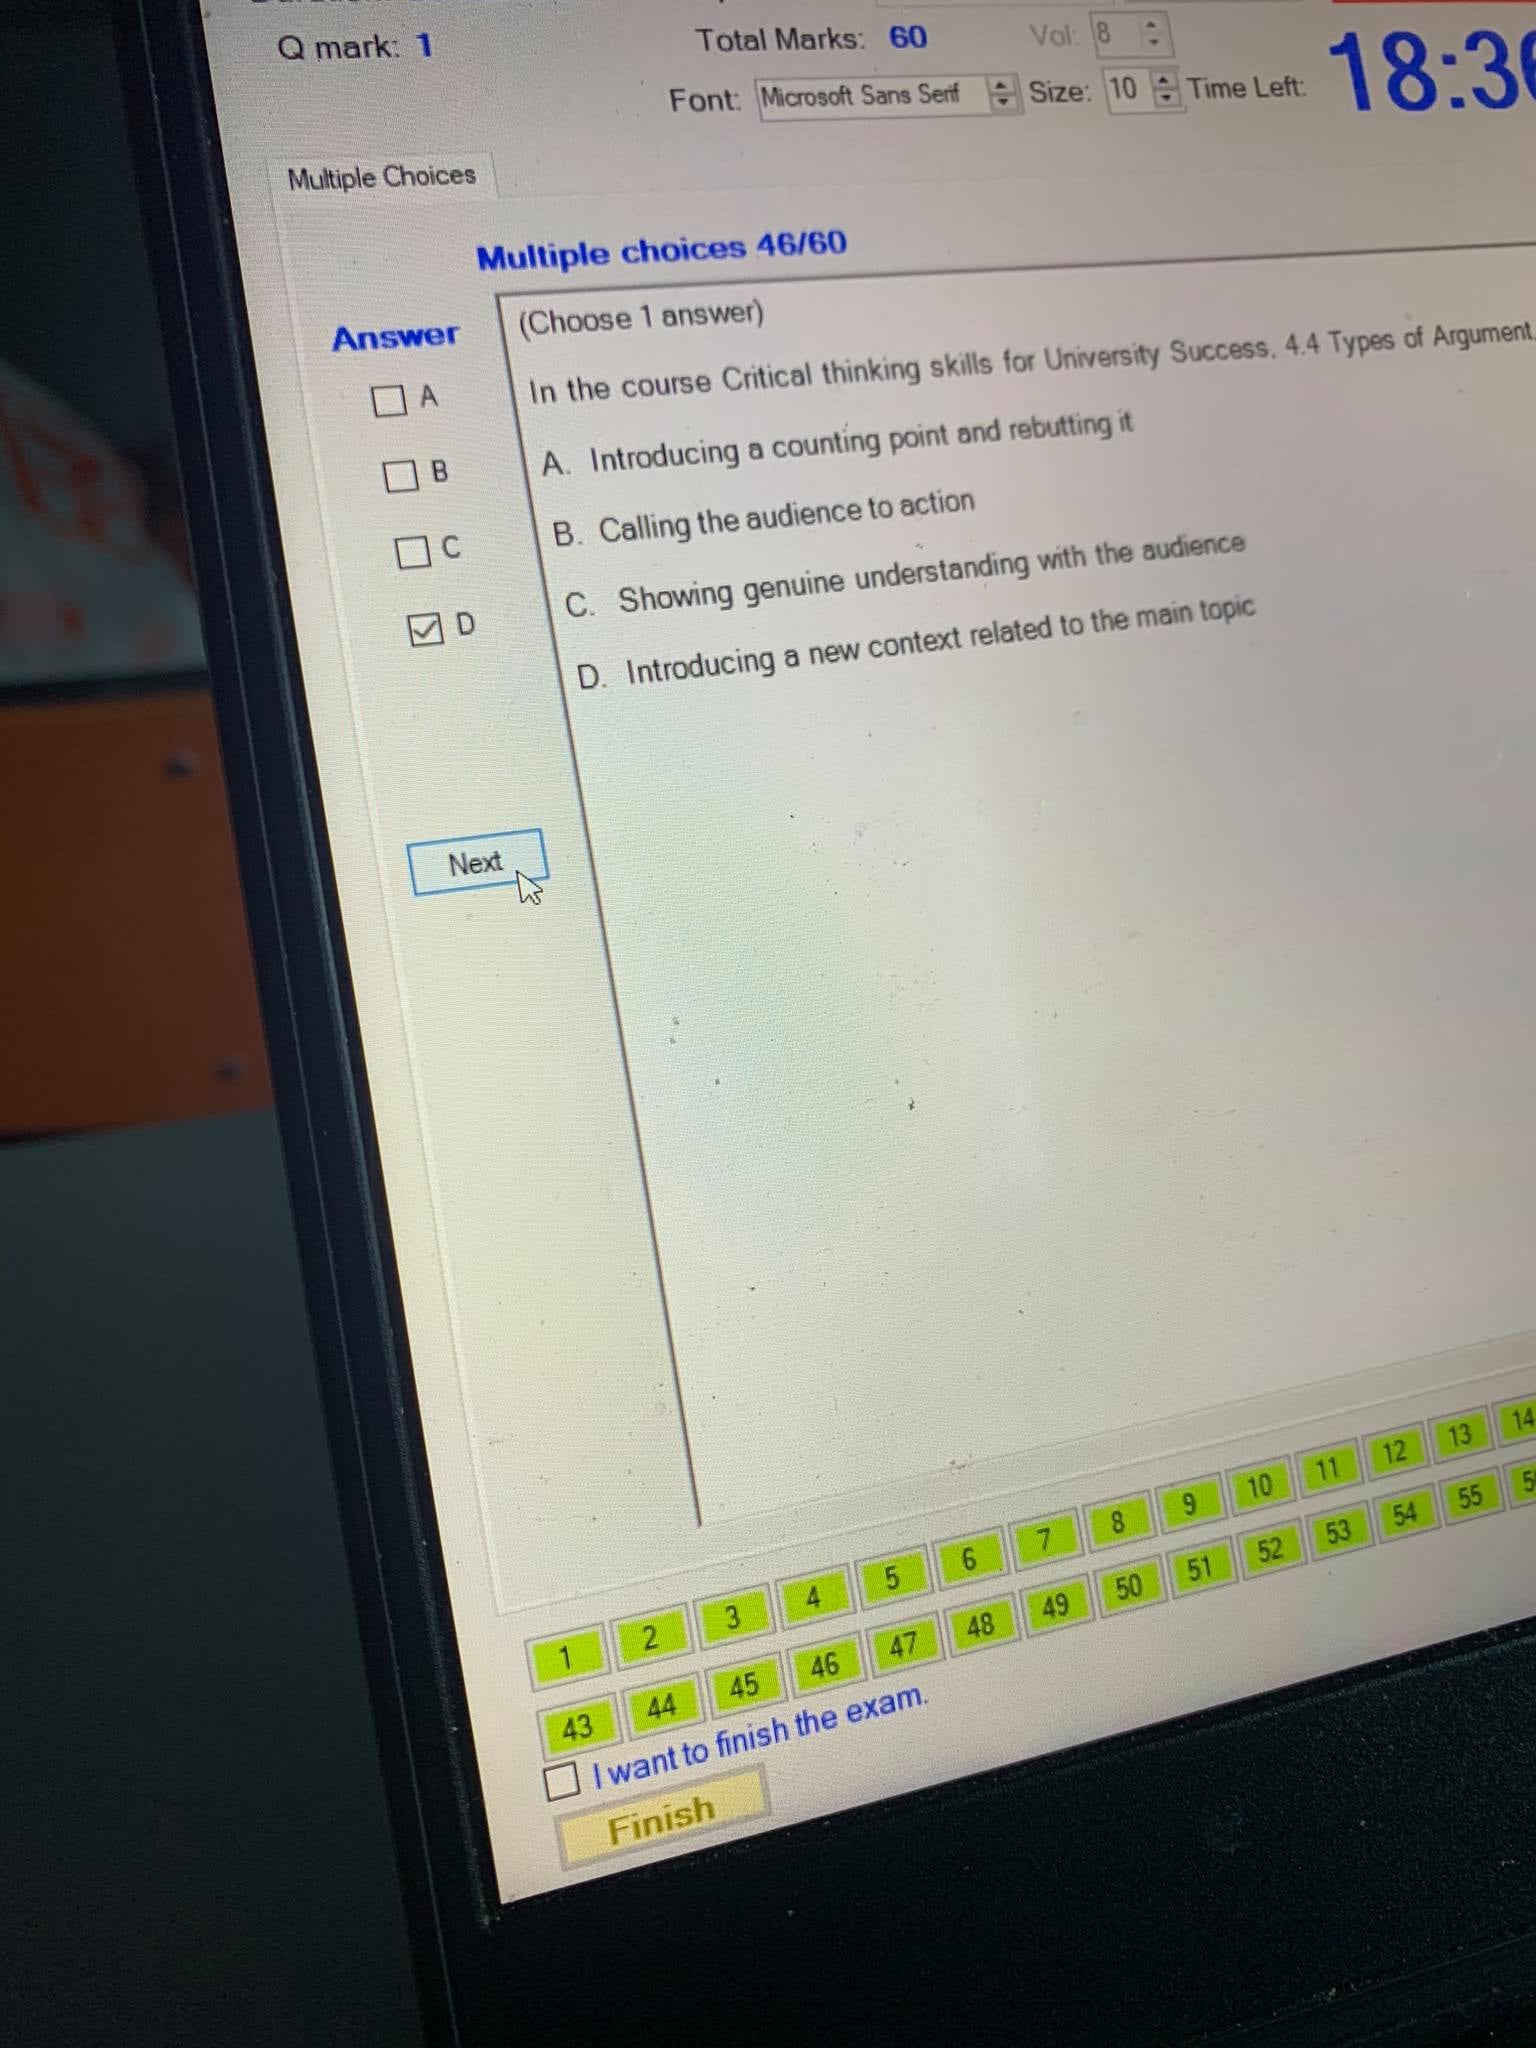 Q mark: 1
Total Marks: 60
Vol: 8
Font: Microsoft Sans Serif Size: 10 Time Left:
Multiple Choices
Multiple choices 46/60
Answer
(Choose 1 answer)
In the course Critical thinking skills for University Success, 4.4 Types of Argument,
A
A. Introducing a counting point and rebutting it
B
B. Calling the audience to action
C
C. Showing genuine understanding with the audience
D
D. Introducing a new context related to the main topic
Next
1 2 3 4 5 6 7 8 9 10 11 12 13 14
43 44 45 46 47 48 49 50 51 52 53 54 55
I want to finish the exam.
Finish